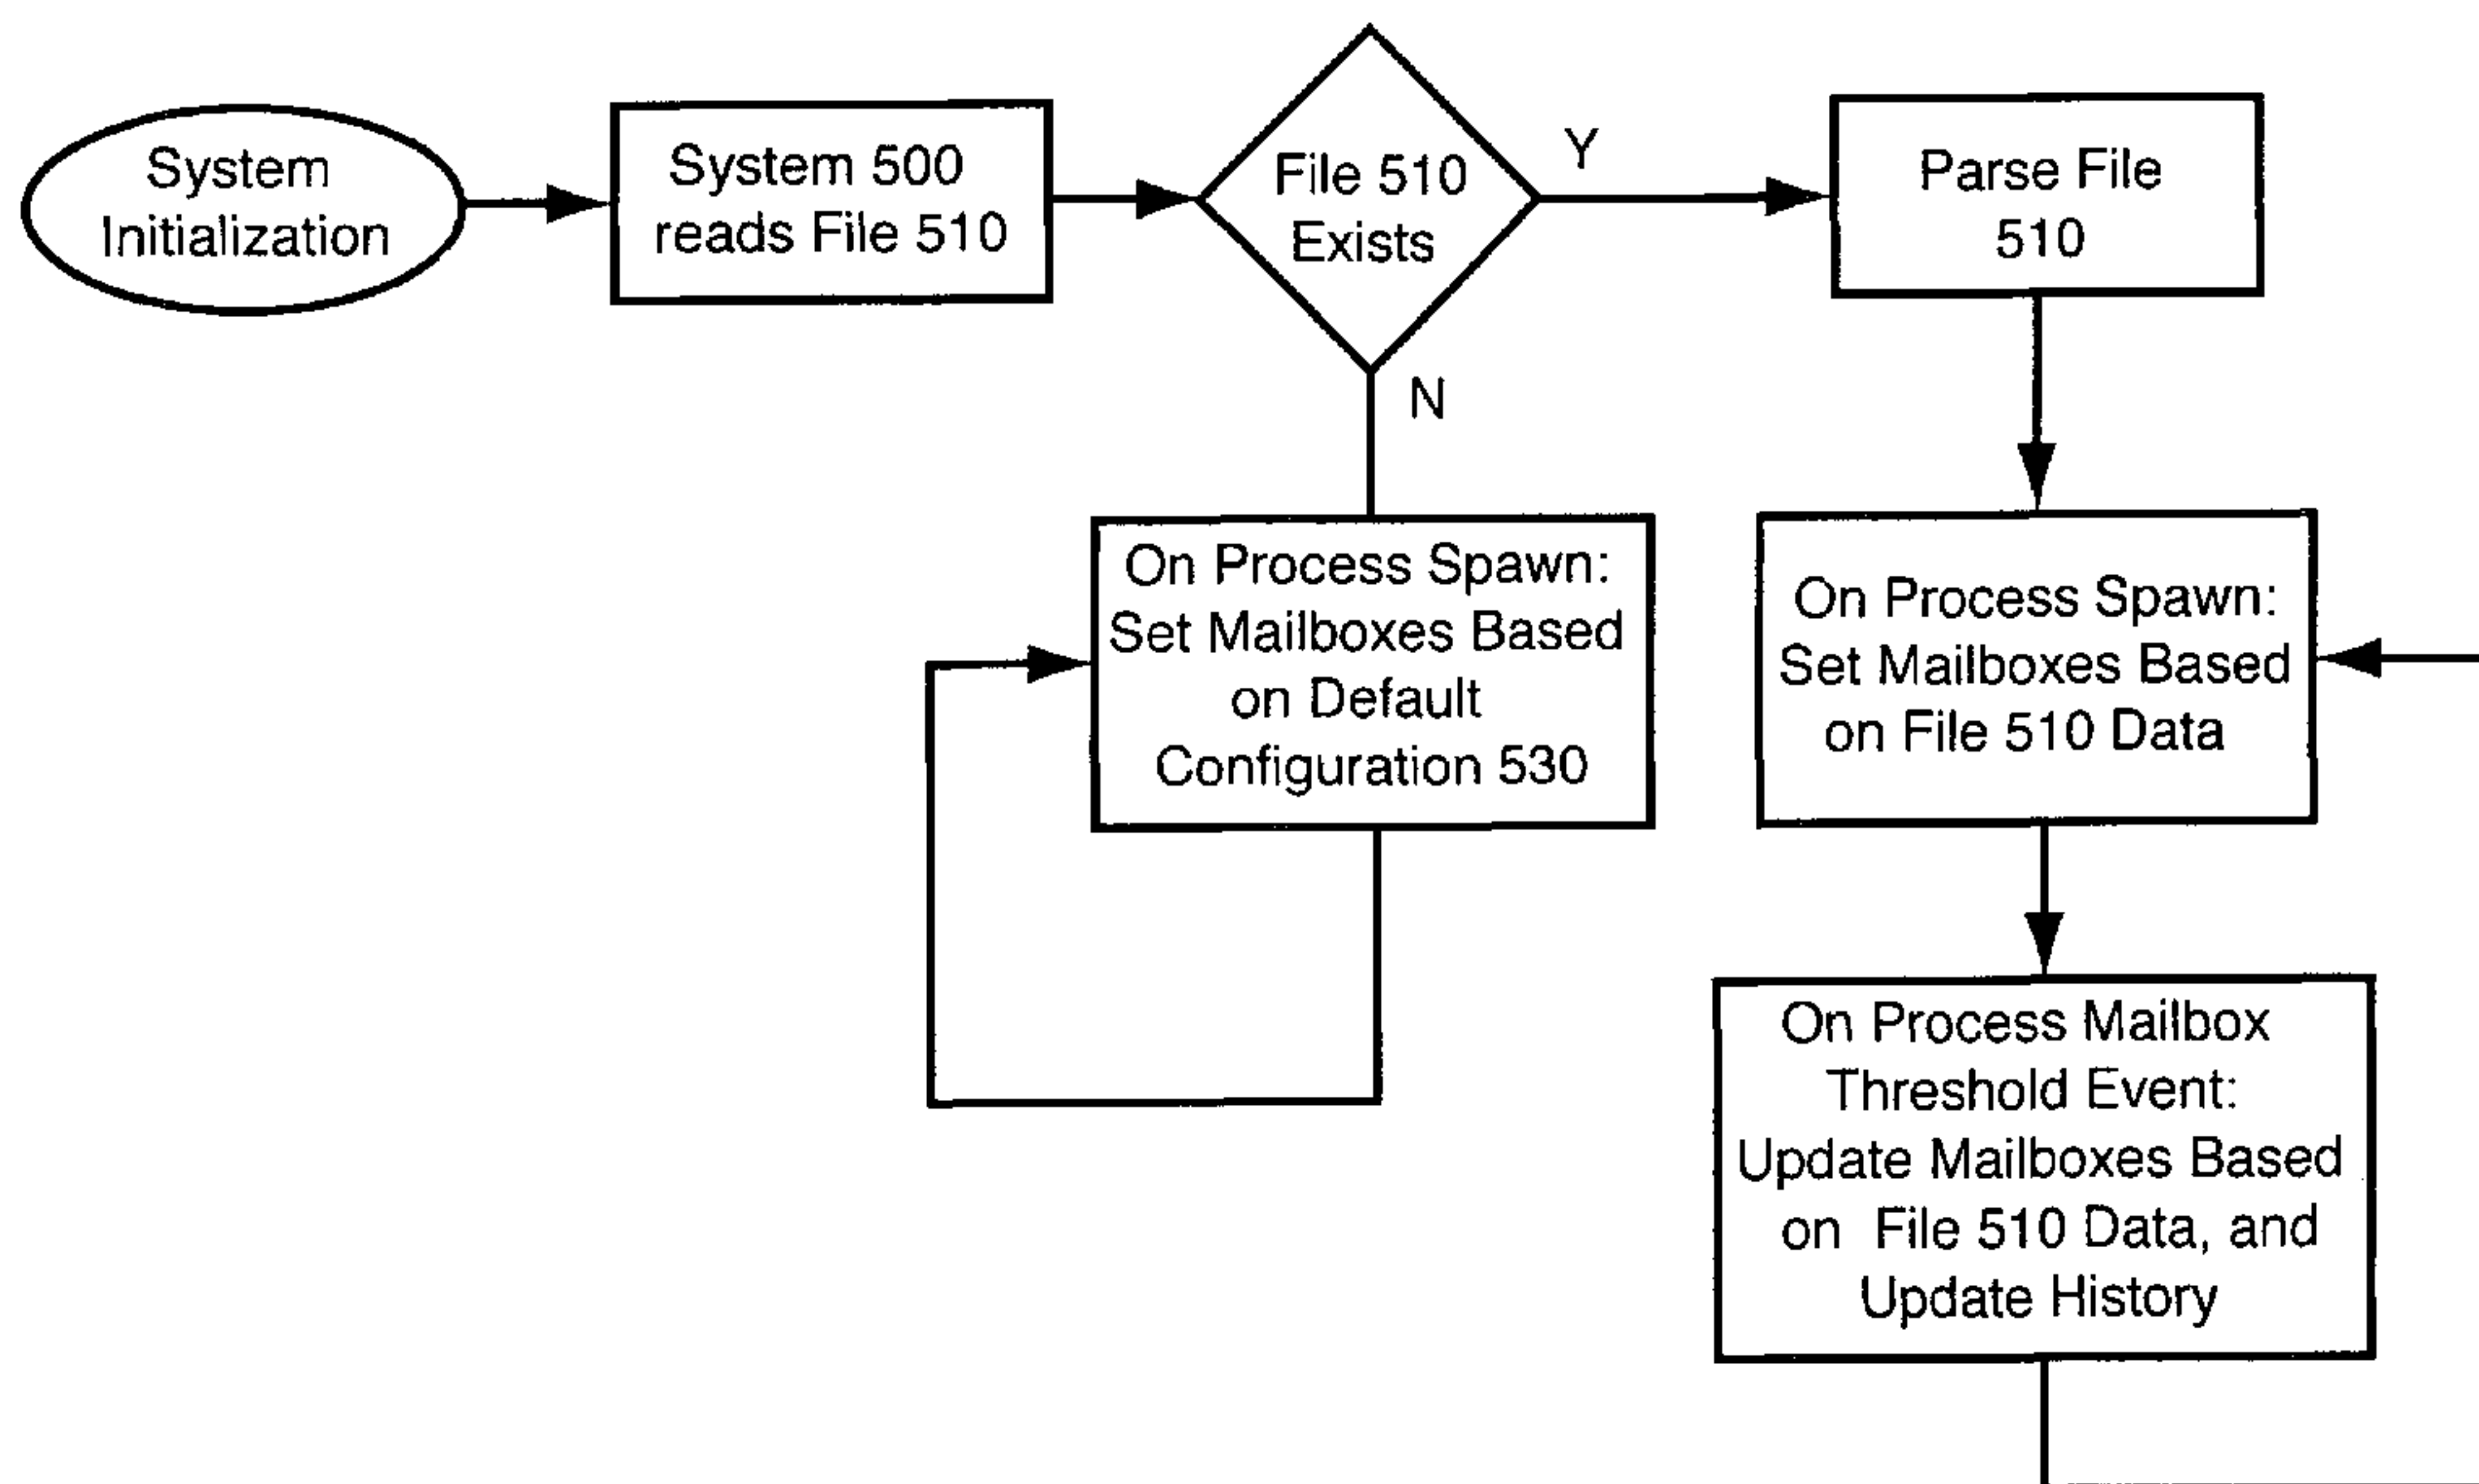 System
Initialization
System 500
reads File 510
File 510
Exists
Y
N
Parse File
510
On Process Spawn:
Set Mailboxes Based
on Default
Configuration 530
On Process Spawn:
Set Mailboxes Based
on File 510 Data
On Process Mailbox
Threshold Event:
Update Mailboxes Based
on File 510 Data, and
Update History